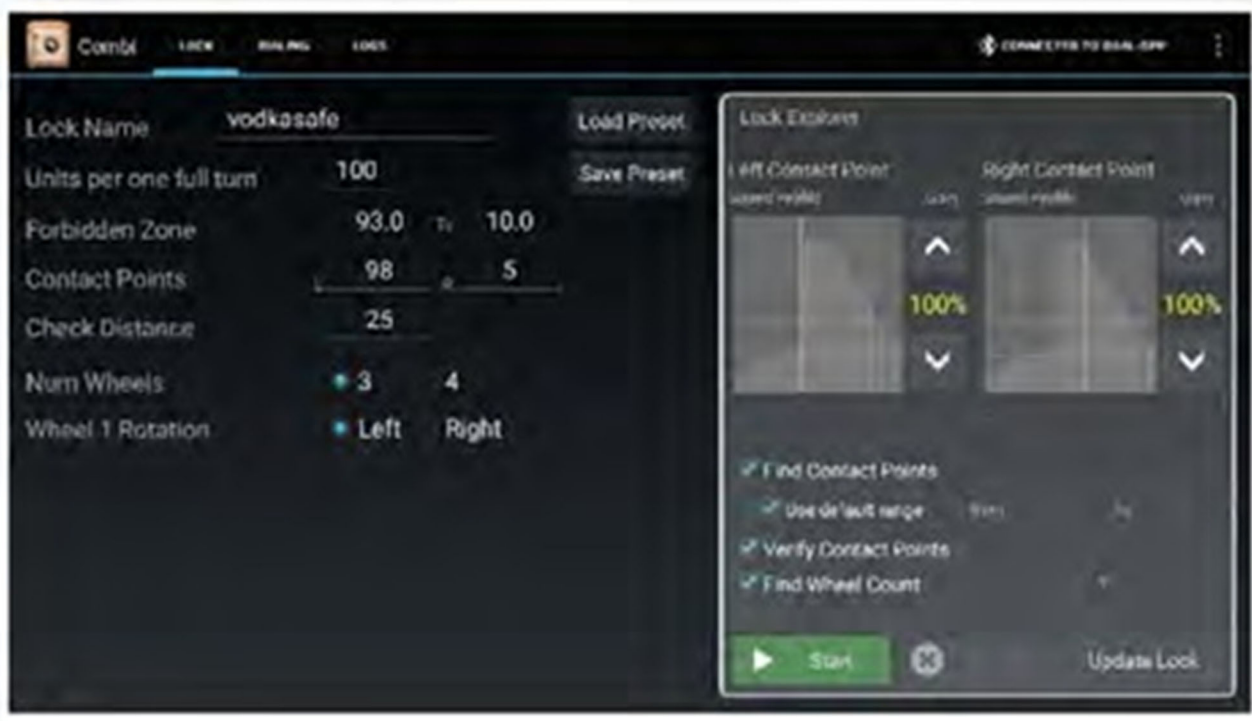 Combi LOCK DIALING LOGS CONNECTED TO
Lock Name vodkasafe Load Preset
Units per one full turn 100 Save Preset
Forbidden Zone 93.0 To 10.0
Contact Points L 98 R 5
Check Distance 25
Num Wheels 3 4
Wheel 1 Rotation Left Right
Lock Explorer
Left Contact Point Right Contact Point
100% 100%
Find Contact Points
Use default range
Verify Contact Points
Find Wheel Count
Start Update Lock